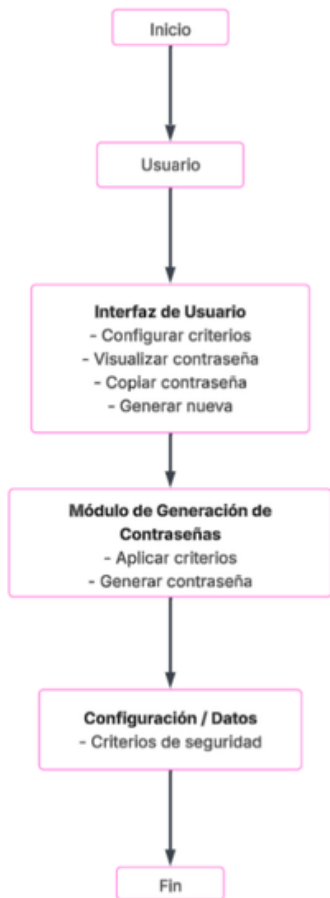 Inicio
Usuario
Interfaz de Usuario
- Configurar criterios
- Visualizar contraseña
- Copiar contraseña
- Generar nueva
Módulo de Generación de
Contraseñas
- Aplicar criterios
- Generar contraseña
Configuración / Datos
- Criterios de seguridad
Fin